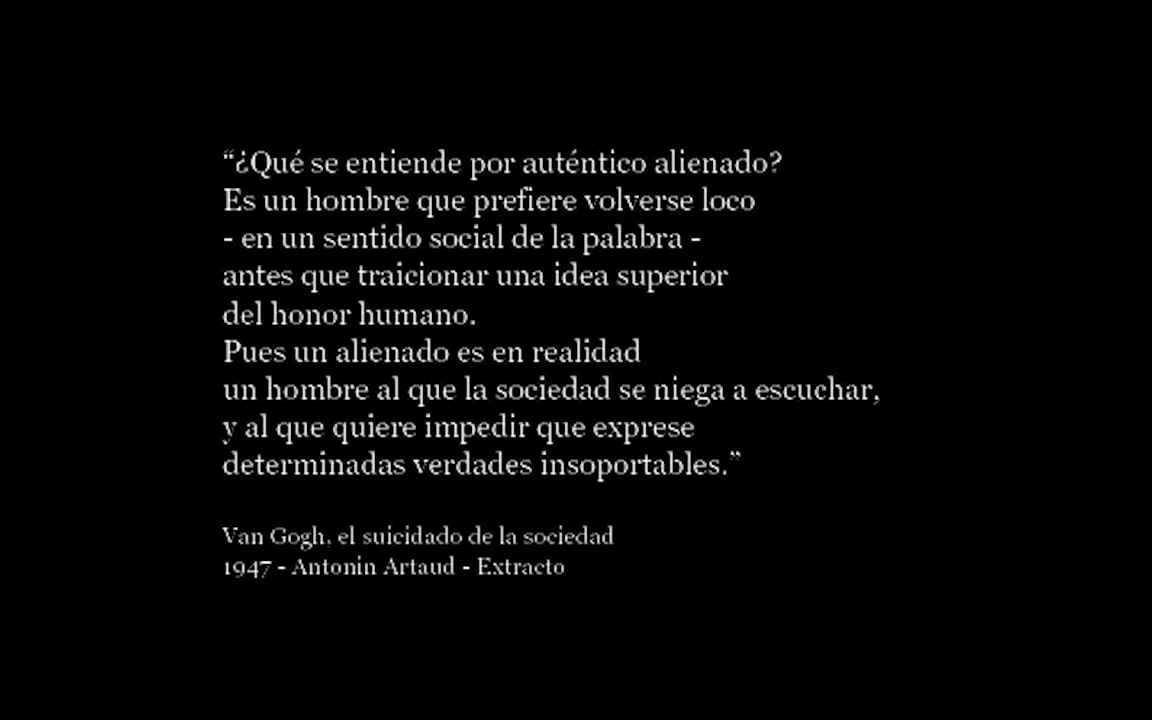 “¿Qué se entiende por auténtico alienado?
Es un hombre que prefiere volverse loco
- en un sentido social de la palabra -
antes que traicionar una idea superior
del honor humano.
Pues un alienado es en realidad
un hombre al que la sociedad se niega a escuchar,
y al que quiere impedir que exprese
determinadas verdades insoportables.”
Van Gogh, el suicidado de la sociedad
1947 - Antonin Artaud - Extracto